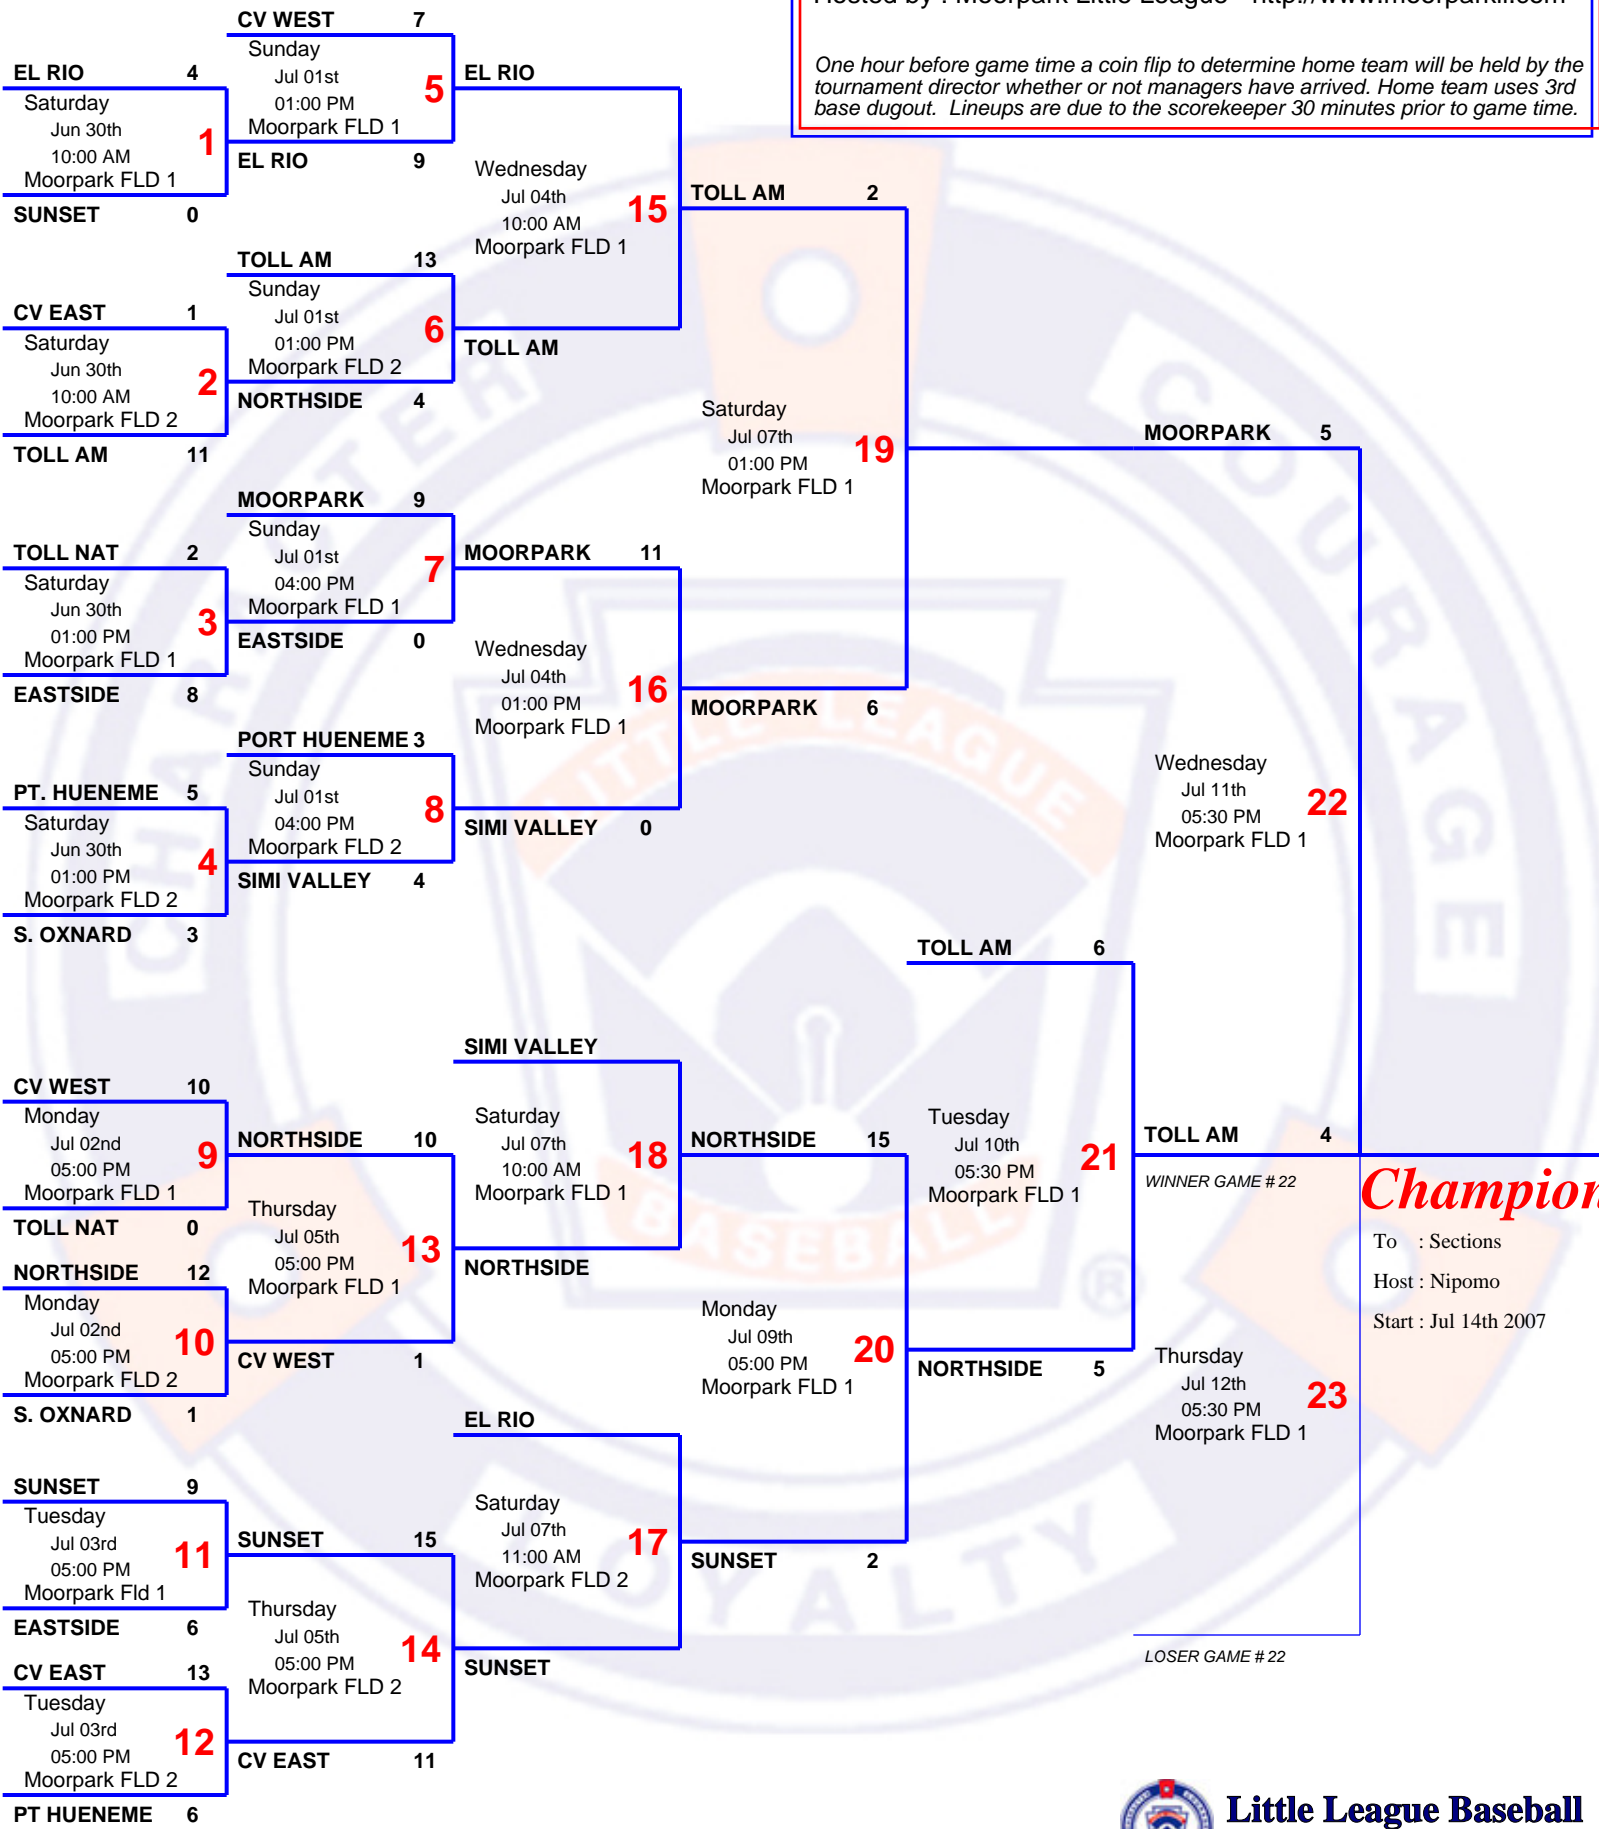 Hosted by : Moorpark Little League - http://www.moorparkll.com
One hour before game time a coin flip to determine home team will be held by the
tournament director whether or not managers have arrived. Home team uses 3rd
base dugout. Lineups are due to the scorekeeper 30 minutes prior to game time.
EL RIO 4
Saturday
Jun 30th
10:00 AM
Moorpark FLD 1
1
SUNSET 0
CV EAST 1
Saturday
Jun 30th
10:00 AM
Moorpark FLD 2
2
TOLL AM 11
TOLL NAT 2
Saturday
Jun 30th
01:00 PM
Moorpark FLD 1
3
EASTSIDE 8
PT. HUENEME 5
Saturday
Jun 30th
01:00 PM
Moorpark FLD 2
4
S. OXNARD 3
CV WEST 7
Sunday
Jul 01st
01:00 PM
Moorpark FLD 1
5
EL RIO 9
TOLL AM 13
Sunday
Jul 01st
01:00 PM
Moorpark FLD 2
6
NORTHSIDE 4
MOORPARK 9
Sunday
Jul 01st
04:00 PM
Moorpark FLD 1
7
EASTSIDE 0
PORT HUENEME 3
Sunday
Jul 01st
04:00 PM
Moorpark FLD 2
8
SIMI VALLEY 4
EL RIO
Wednesday
Jul 04th
10:00 AM
Moorpark FLD 1
15
TOLL AM
MOORPARK 11
Wednesday
Jul 04th
01:00 PM
Moorpark FLD 1
16
SIMI VALLEY 0
TOLL AM 2
Saturday
Jul 07th
01:00 PM
Moorpark FLD 1
19
MOORPARK 6
MOORPARK 5
Wednesday
Jul 11th
05:30 PM
Moorpark FLD 1
22
TOLL AM 4
WINNER GAME # 22
CV WEST 10
Monday
Jul 02nd
05:00 PM
Moorpark FLD 1
9
TOLL NAT 0
NORTHSIDE 12
Monday
Jul 02nd
05:00 PM
Moorpark FLD 2
10
S. OXNARD 1
SUNSET 9
Tuesday
Jul 03rd
05:00 PM
Moorpark Fld 1
11
EASTSIDE 6
CV EAST 13
Tuesday
Jul 03rd
05:00 PM
Moorpark FLD 2
12
PT HUENEME 6
NORTHSIDE 10
Thursday
Jul 05th
05:00 PM
Moorpark FLD 1
13
CV WEST 1
SUNSET 15
Thursday
Jul 05th
05:00 PM
Moorpark FLD 2
14
CV EAST 11
SIMI VALLEY
Saturday
Jul 07th
10:00 AM
Moorpark FLD 1
18
NORTHSIDE
EL RIO
Saturday
Jul 07th
11:00 AM
Moorpark FLD 2
17
SUNSET
NORTHSIDE 15
Monday
Jul 09th
05:00 PM
Moorpark FLD 1
20
SUNSET 2
TOLL AM 6
Tuesday
Jul 10th
05:30 PM
Moorpark FLD 1
21
NORTHSIDE 5
Thursday
Jul 12th
05:30 PM
Moorpark FLD 1
23
LOSER GAME # 22
Champion
To : Sections
Host : Nipomo
Start : Jul 14th 2007
CHARACTER
COURAGE
LOYALTY
LITTLE LEAGUE
BASEBALL
®
Little League Baseball